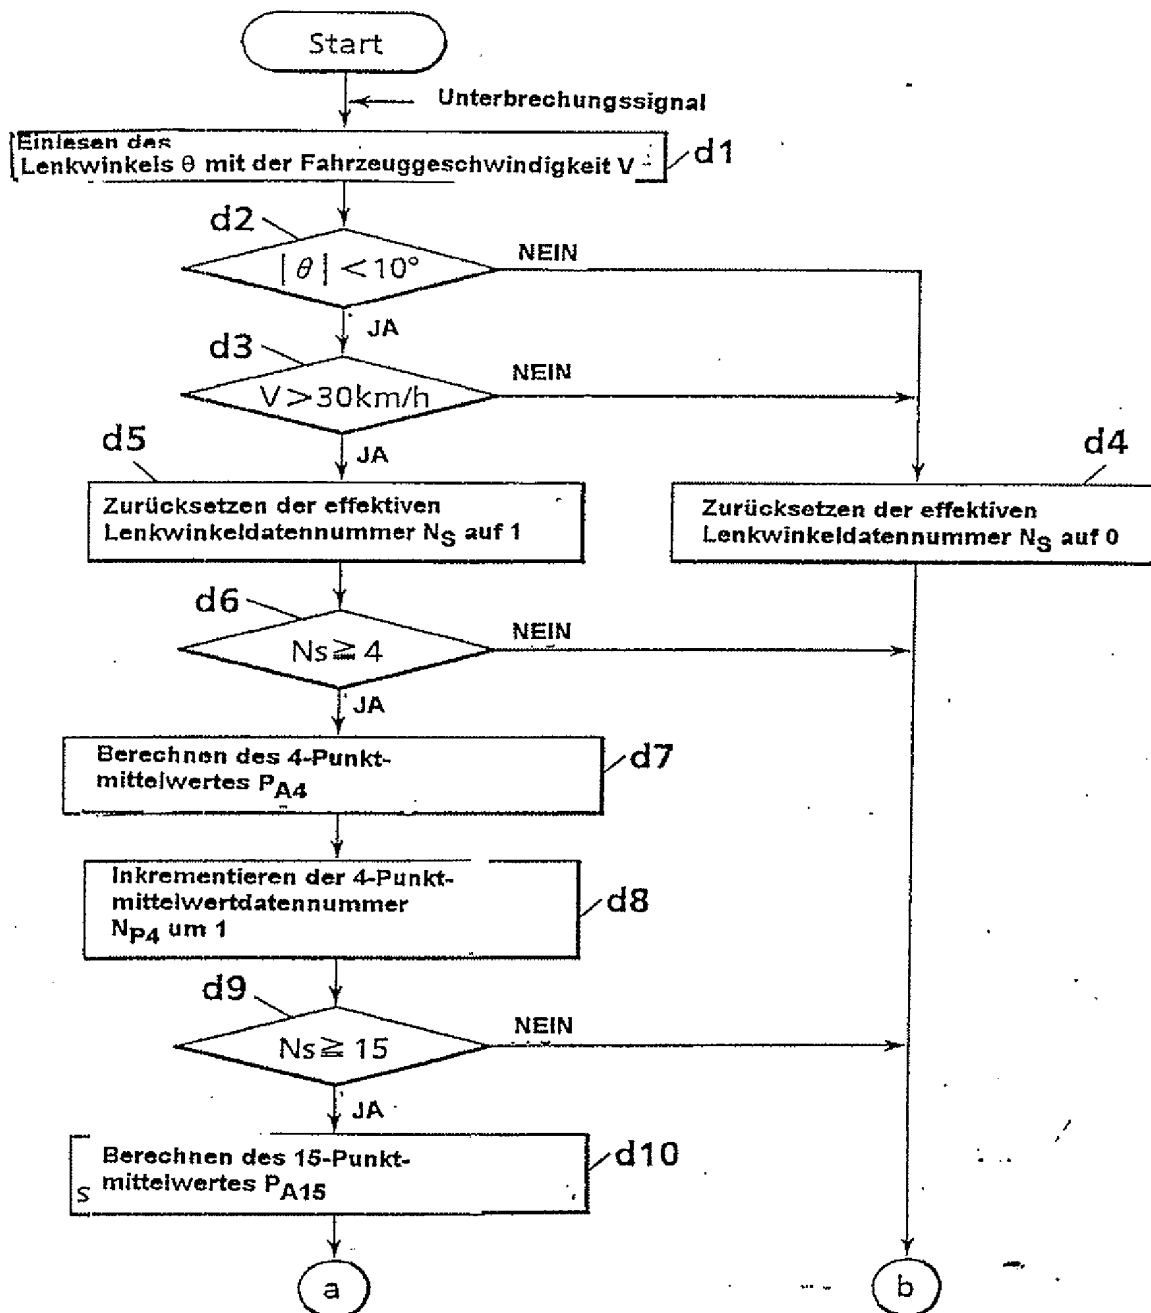 Start
Unterbrechungssignal
Einlesen des
Lenkwinkels θ mit der Fahrzeuggeschwindigkeit V
d1
d2
|θ| < 10°
NEIN
JA
d3
V > 30km/h
NEIN
JA
d5
Zurücksetzen der effektiven
Lenkwinkeldatennummer NS auf 1
d4
Zurücksetzen der effektiven
Lenkwinkeldatennummer NS auf 0
d6
Ns ≧ 4
NEIN
JA
Berechnen des 4-Punkt-
mittelwertes PA4
d7
Inkrementieren der 4-Punkt-
mittelwertdatennummer
NP4 um 1
d8
d9
Ns ≧ 15
NEIN
JA
Berechnen des 15-Punkt-
s mittelwertes PA15
d10
a
b